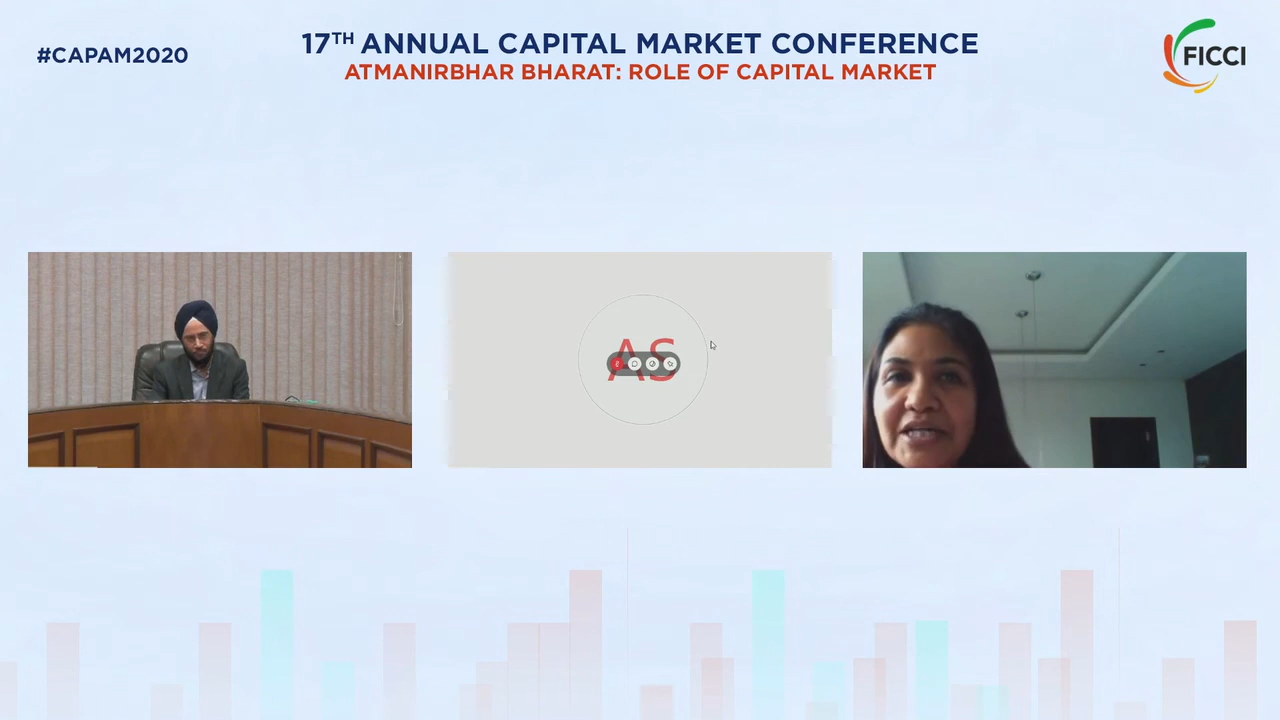 #CAPAM2020
17TH ANNUAL CAPITAL MARKET CONFERENCE
ATMANIRBHAR BHARAT: ROLE OF CAPITAL MARKET
FICCI
AS